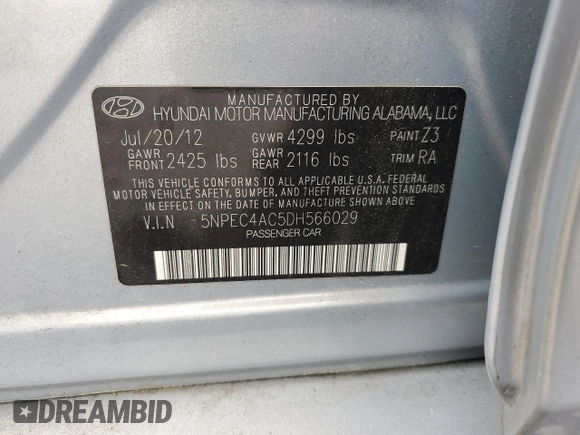 MANUFACTURED BY
HYUNDAI MOTOR MANUFACTURING ALABAMA, LLC
Jul/20/12 GVWR 4299 lbs PAINT Z3
GAWR FRONT 2425 lbs GAWR REAR 2116 lbs TRIM RA
THIS VEHICLE CONFORMS TO ALL APPLICABLE U.S.A. FEDERAL
MOTOR VEHICLE SAFETY, BUMPER, AND THEFT PREVENTION STANDARDS
IN EFFECT ON THE DATE OF MANUFACTURE SHOWN ABOVE.
V.I.N 5NPEC4AC5DH566029
PASSENGER CAR
DREAMBID